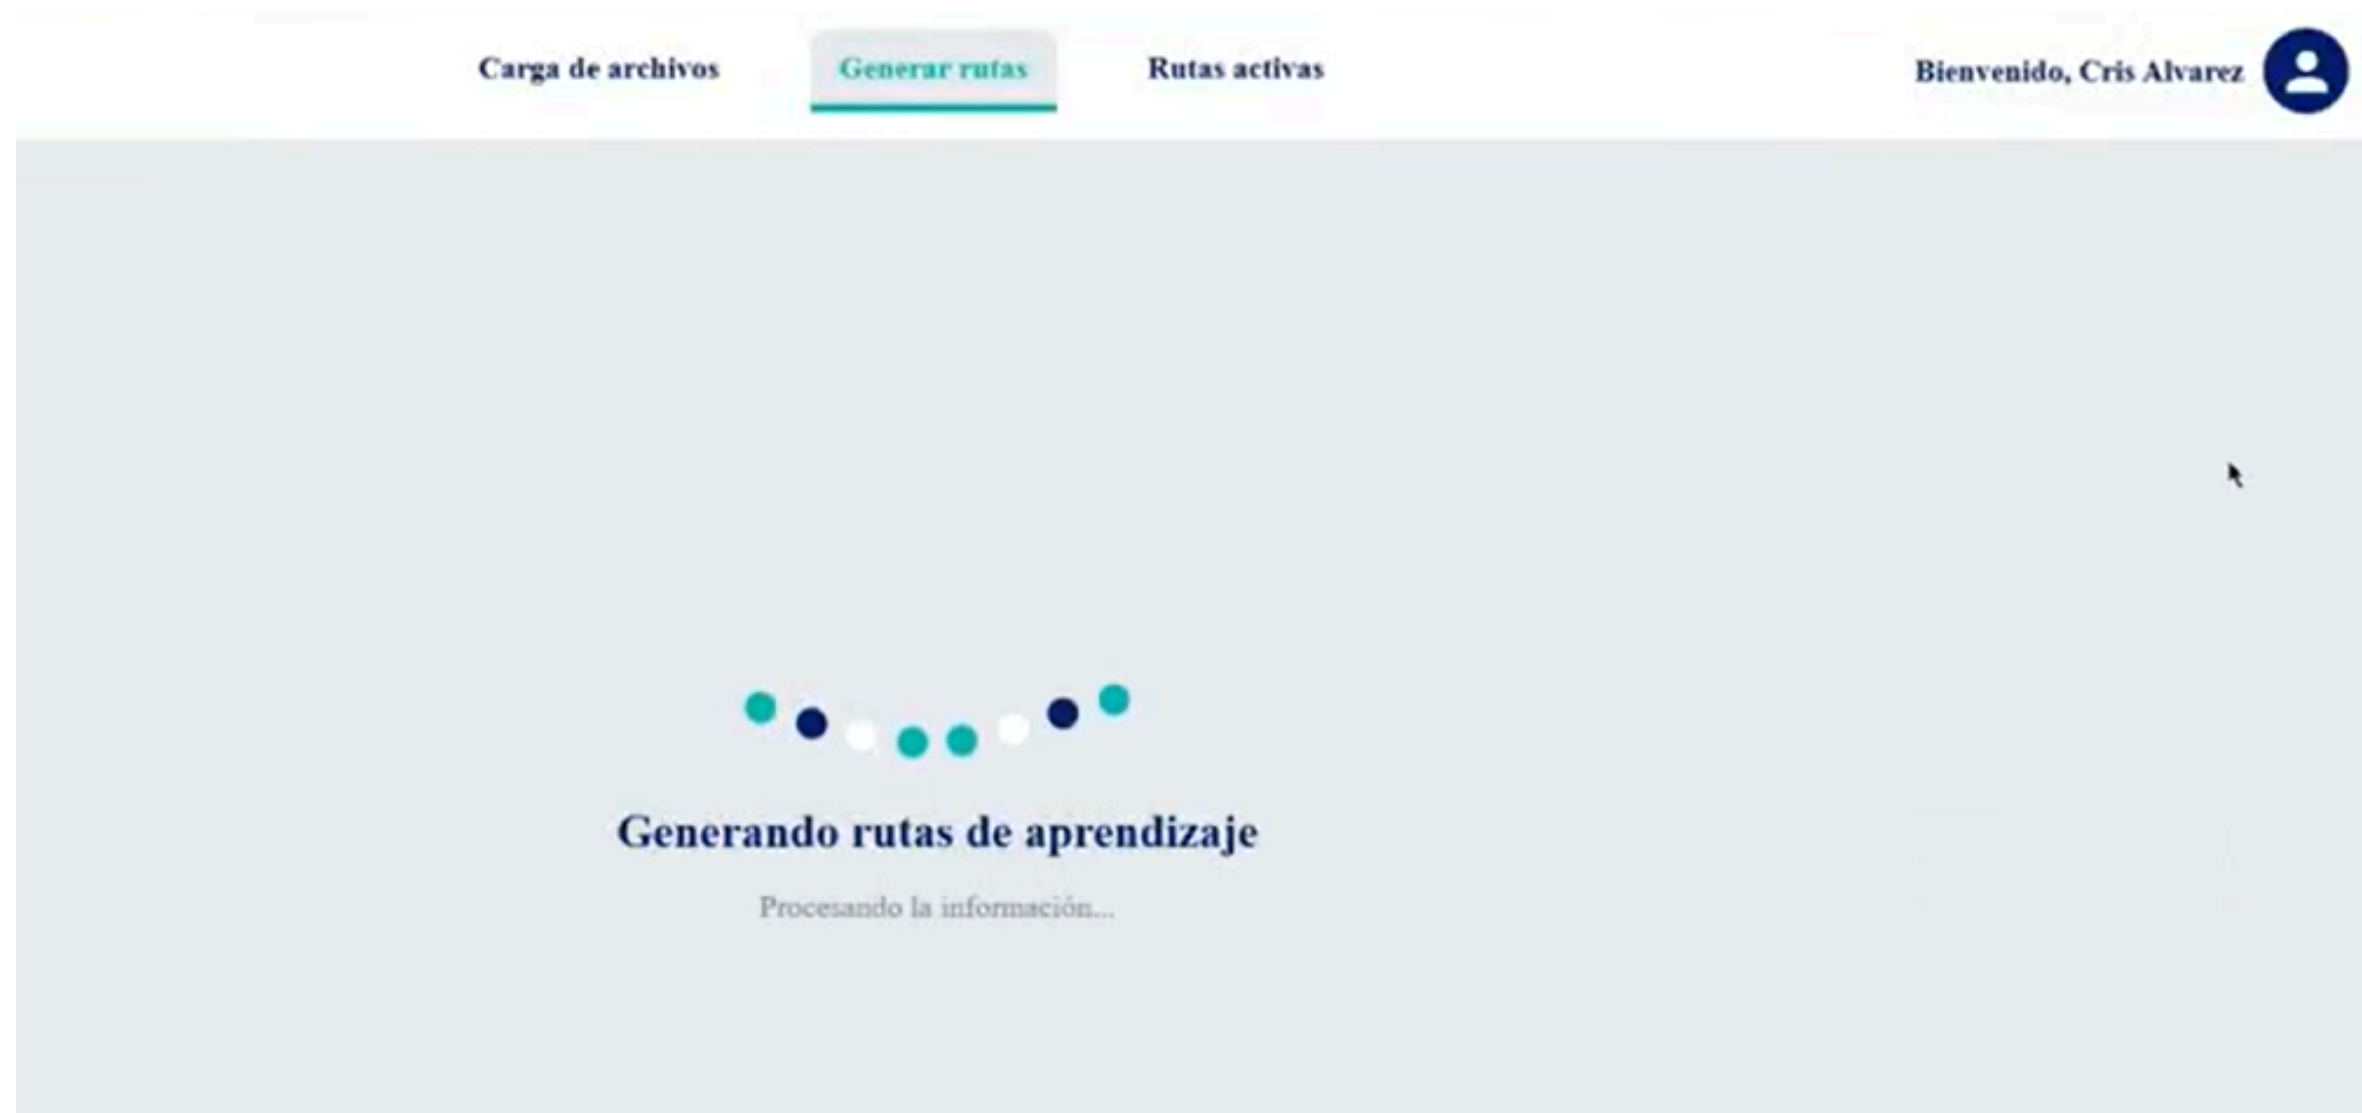 Carga de archivos
Generar rutas
Rutas activas
Bienvenido, Cris Alvarez
Generando rutas de aprendizaje
Procesando la información...